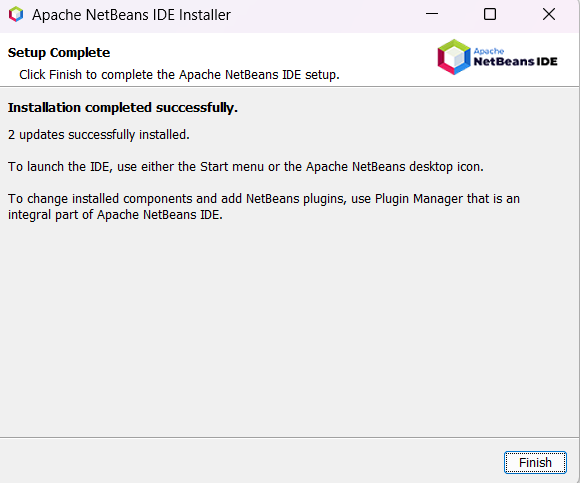 Apache NetBeans IDE Installer
Setup Complete
Click Finish to complete the Apache NetBeans IDE setup.
Apache
NetBeans IDE
Installation completed successfully.
2 updates successfully installed.
To launch the IDE, use either the Start menu or the Apache NetBeans desktop icon.
To change installed components and add NetBeans plugins, use Plugin Manager that is an
integral part of Apache NetBeans IDE.
Finish